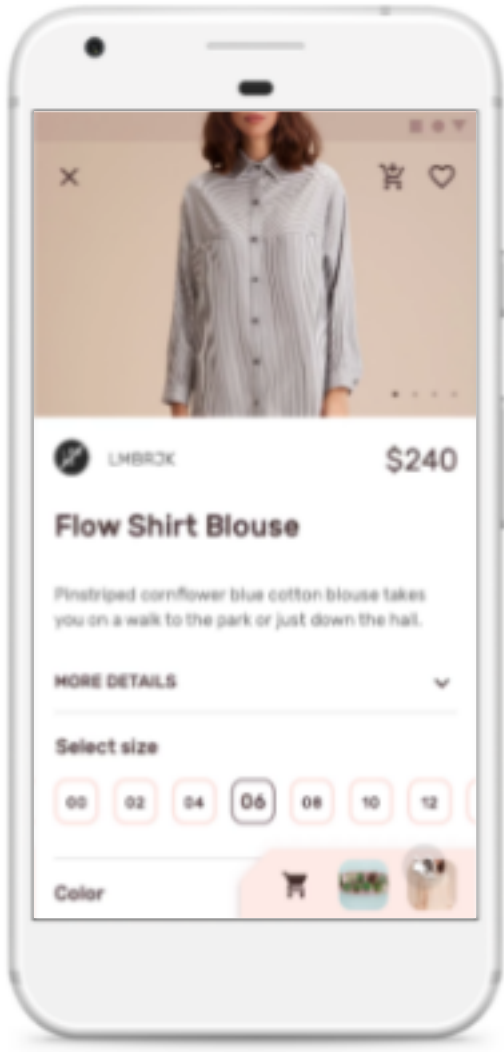 LMBRJK
$240
Flow Shirt Blouse
Pinstriped cornflower blue cotton blouse takes
you on a walk to the park or just down the hall.
MORE DETAILS
Select size
00 02 04 06 08 10 12
Color